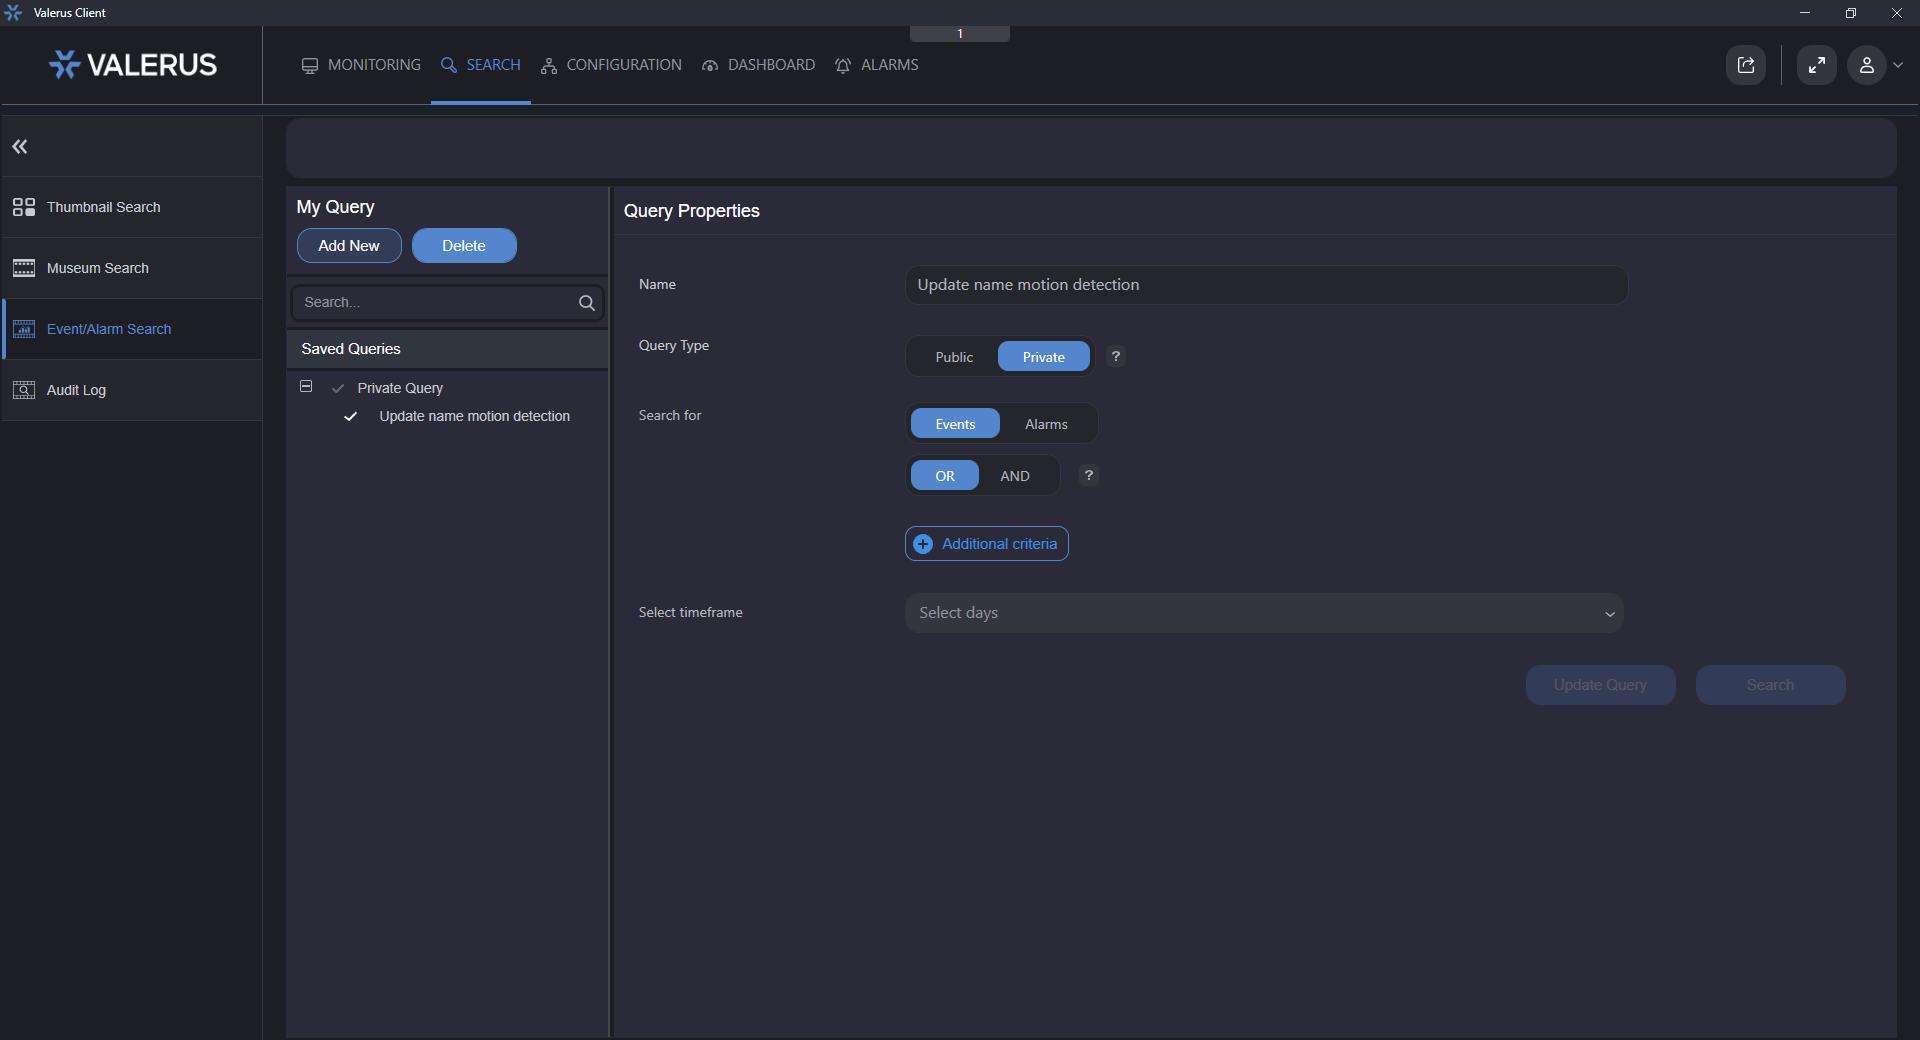 Valerus Client
1
VALERUS
MONITORING
SEARCH
CONFIGURATION
DASHBOARD
ALARMS
Thumbnail Search
Museum Search
Event/Alarm Search
Audit Log
My Query
Add New
Delete
Search...
Saved Queries
Private Query
Update name motion detection
Query Properties
Name
Update name motion detection
Query Type
Public
Private
?
Search for
Events
Alarms
OR
AND
?
Additional criteria
Select timeframe
Select days
Update Query
Search